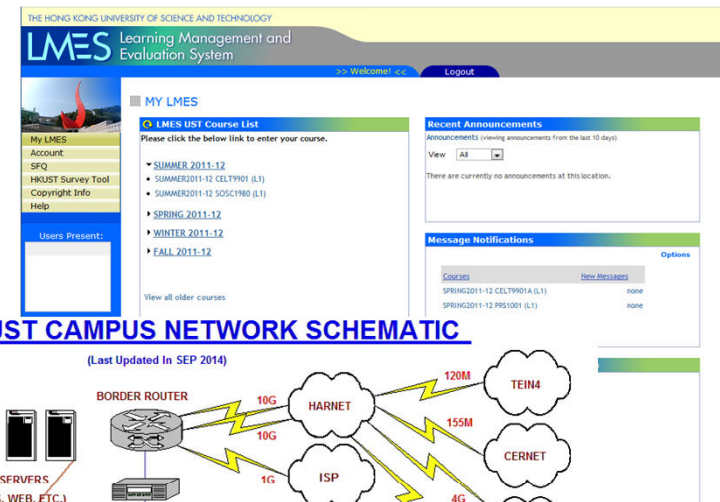 THE HONG KONG UNIVERSITY OF SCIENCE AND TECHNOLOGY
LMES Learning Management and
Evaluation System
>> Welcome! <<
Logout
MY LMES
My LMES
Account
SFQ
HKUST Survey Tool
Copyright Info
Help
Users Present:
LMES UST Course List
Please click the below link to enter your course.
SUMMER 2011-12
SUMMER2011-12 CELT9901 (L1)
SUMMER2011-12 SOSC1980 (L1)
SPRING 2011-12
WINTER 2011-12
FALL 2011-12
View all older courses
Recent Announcements
Announcements (viewing announcements from the last 10 days)
View All
There are currently no announcements at this location.
Message Notifications
Options
Courses New Messages
SPRING2011-12 CELT9901A (L1) none
SPRING2011-12 PRS1001 (L1) none
UST CAMPUS NETWORK SCHEMATIC
(Last Updated In SEP 2014)
BORDER ROUTER
10G
10G
1G
HARNET
ISP
120M
TEIN4
155M
CERNET
4G
SERVERS
WEB, ETC.)